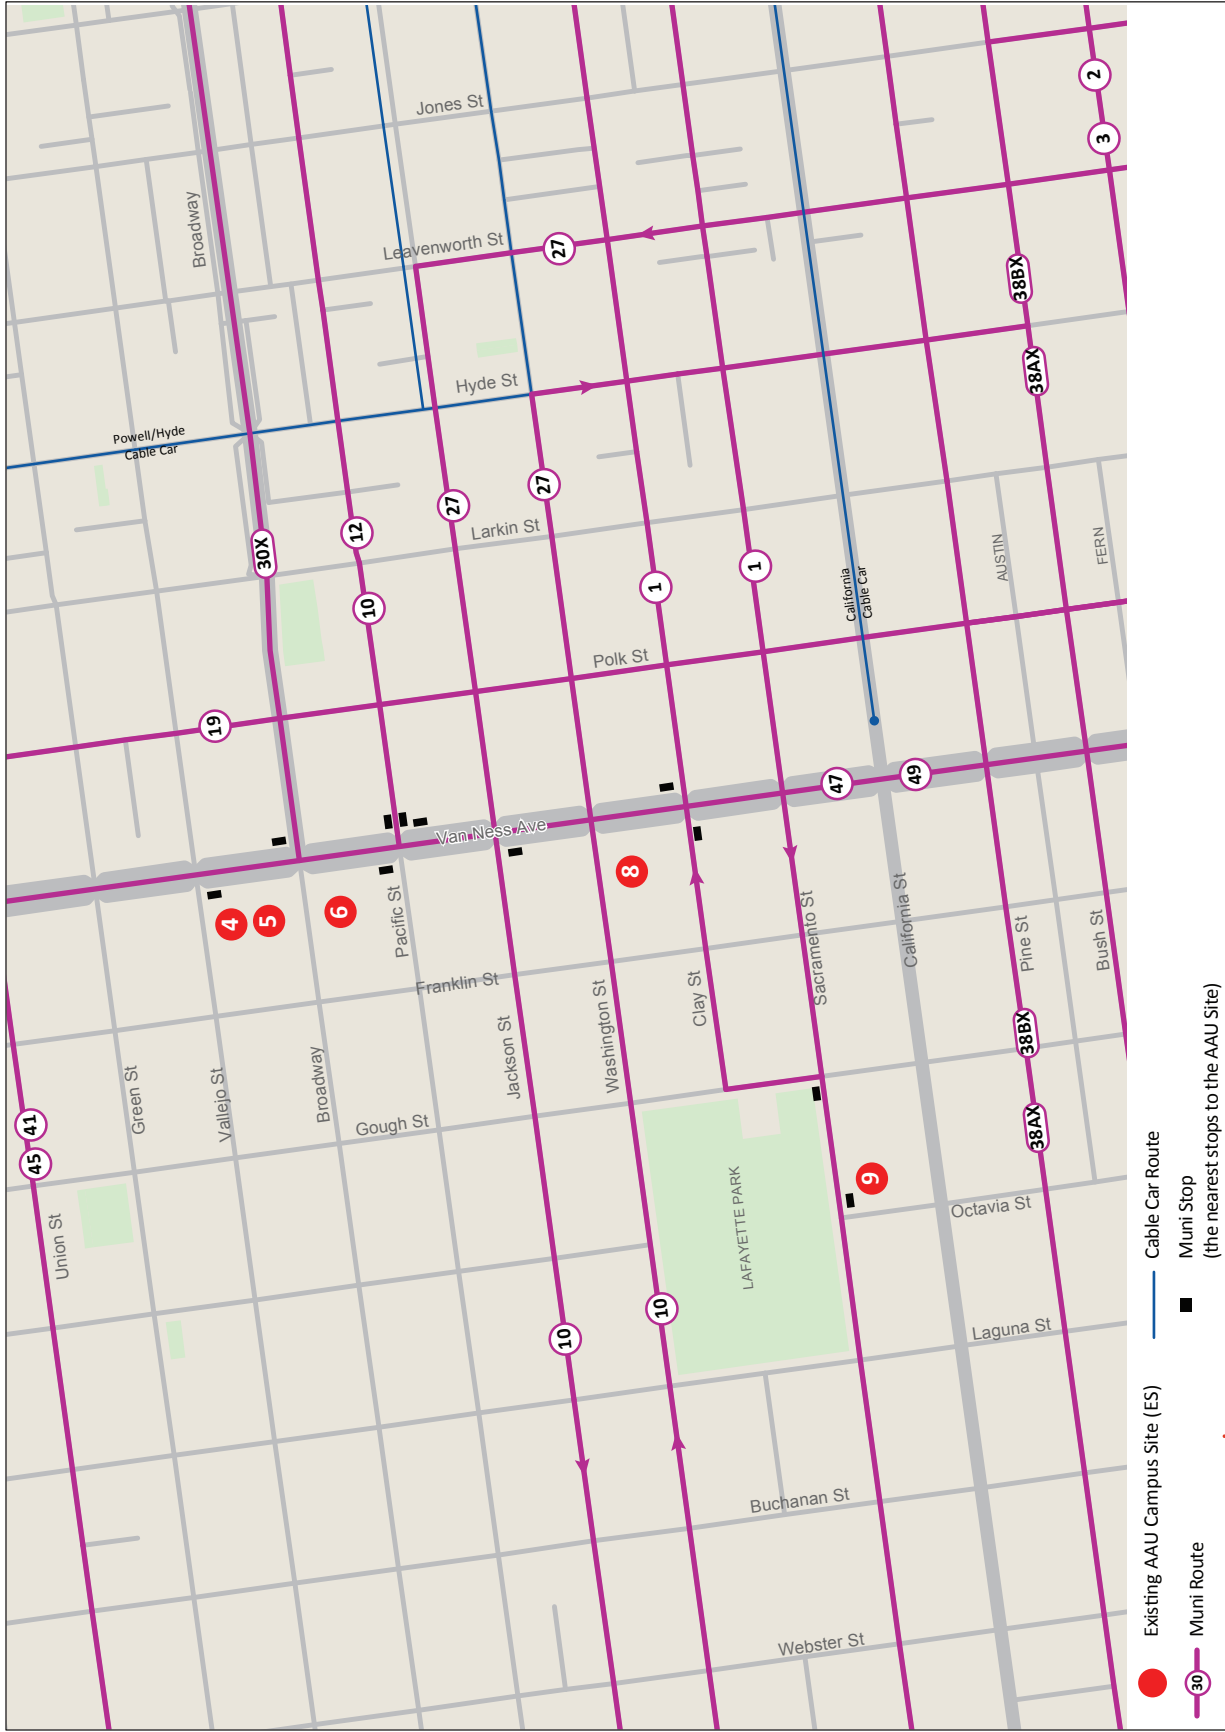 Broadway
Jones St
Leavenworth St
Hyde St
Powell/Hyde
Cable Car
Larkin St
Polk St
California
Cable Car
AUSTIN
FERN
2
3
27
38BX
38AX
30X
12
10
27
27
1
1
19
47
49
Van Ness Ave
4
5
6
8
9
Pacific St
Franklin St
Gough St
Green St
Vallejo St
Broadway
Jackson St
Washington St
Clay St
Sacramento St
California St
Pine St
Bush St
41
45
Union St
38BX
38AX
LAFAYETTE PARK
Octavia St
Laguna St
10
10
Buchanan St
Webster St
Existing AAU Campus Site (ES)
30
Muni Route
Cable Car Route
Muni Stop
(the nearest stops to the AAU Site)